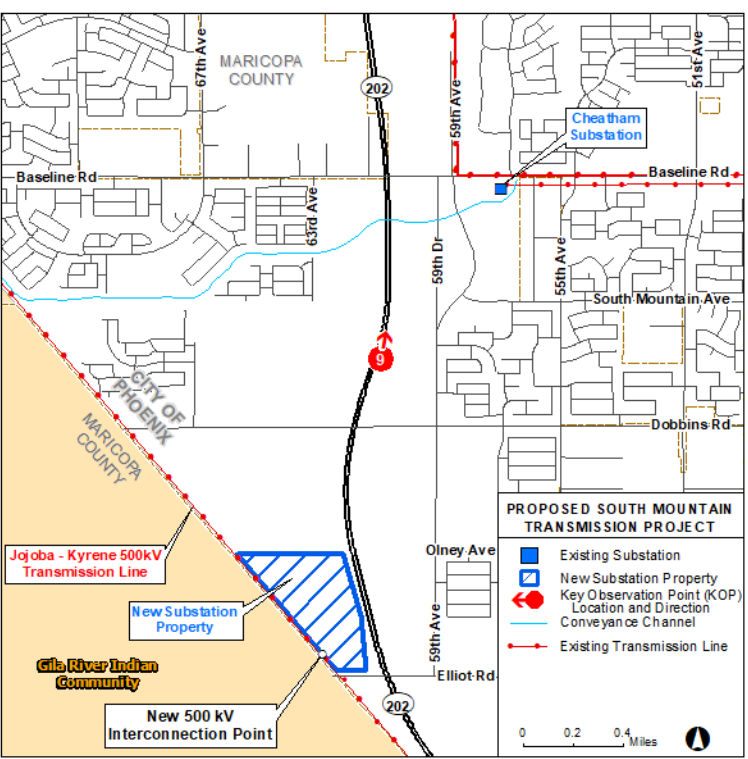 67th Ave
MARICOPA
COUNTY
202
59th Ave
51st Ave
Cheatham
Substation
Baseline Rd
Baseline Rd
63rd Ave
59th Dr
55th Ave
South Mountain Ave
9
CITY OF
PHOENIX
MARICOPA
COUNTY
Dobbins Rd
Jojoba - Kyrene 500kV
Transmission Line
New Substation
Property
Olney Ave
59th Ave
Elliot Rd
Gila River Indian
Community
New 500 kV
Interconnection Point
202
PROPOSED SOUTH MOUNTAIN
TRANSMISSION PROJECT
Existing Substation
New Substation Property
Key Observation Point (KOP)
Location and Direction
Conveyance Channel
Existing Transmission Line
0 0.2 0.4
Miles